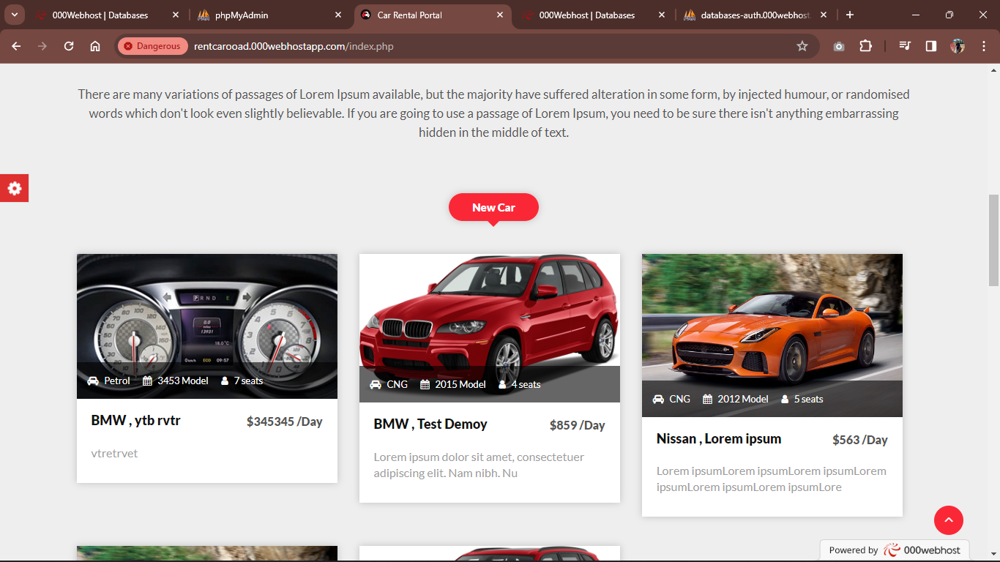 000Webhost | Databases
phpMyAdmin
Car Rental Portal
000Webhost | Databases
databases-auth.000webhost
Dangerous
rentcarooad.000webhostapp.com/index.php
There are many variations of passages of Lorem Ipsum available, but the majority have suffered alteration in some form, by injected humour, or randomised
words which don't look even slightly believable. If you are going to use a passage of Lorem Ipsum, you need to be sure there isn't anything embarrassing
hidden in the middle of text.
New Car
Petrol 3453 Model 7 seats
BMW , ytb rvtr $345345 /Day
vtretrvet
CNG 2015 Model 4 seats
BMW , Test Demoy $859 /Day
Lorem ipsum dolor sit amet, consectetuer
adipiscing elit. Nam nibh. Nu
CNG 2012 Model 5 seats
Nissan , Lorem ipsum $563 /Day
Lorem ipsumLorem ipsumLorem ipsumLorem
ipsumLorem ipsumLorem ipsumLore
Powered by 000webhost